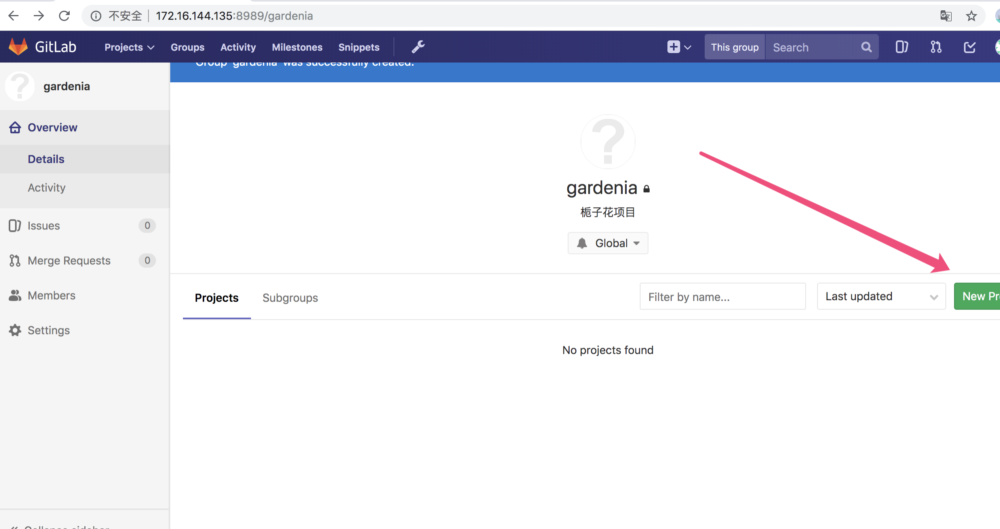 不安全 172.16.144.135:8989/gardenia
GitLab Projects Groups Activity Milestones Snippets This group Search
Group 'gardenia' was successfully created.
gardenia
Overview
Details
Activity
Issues 0
Merge Requests 0
Members
Settings
Collapse sidebar
gardenia
栀子花项目
Global
Projects Subgroups Filter by name... Last updated New Pr
No projects found